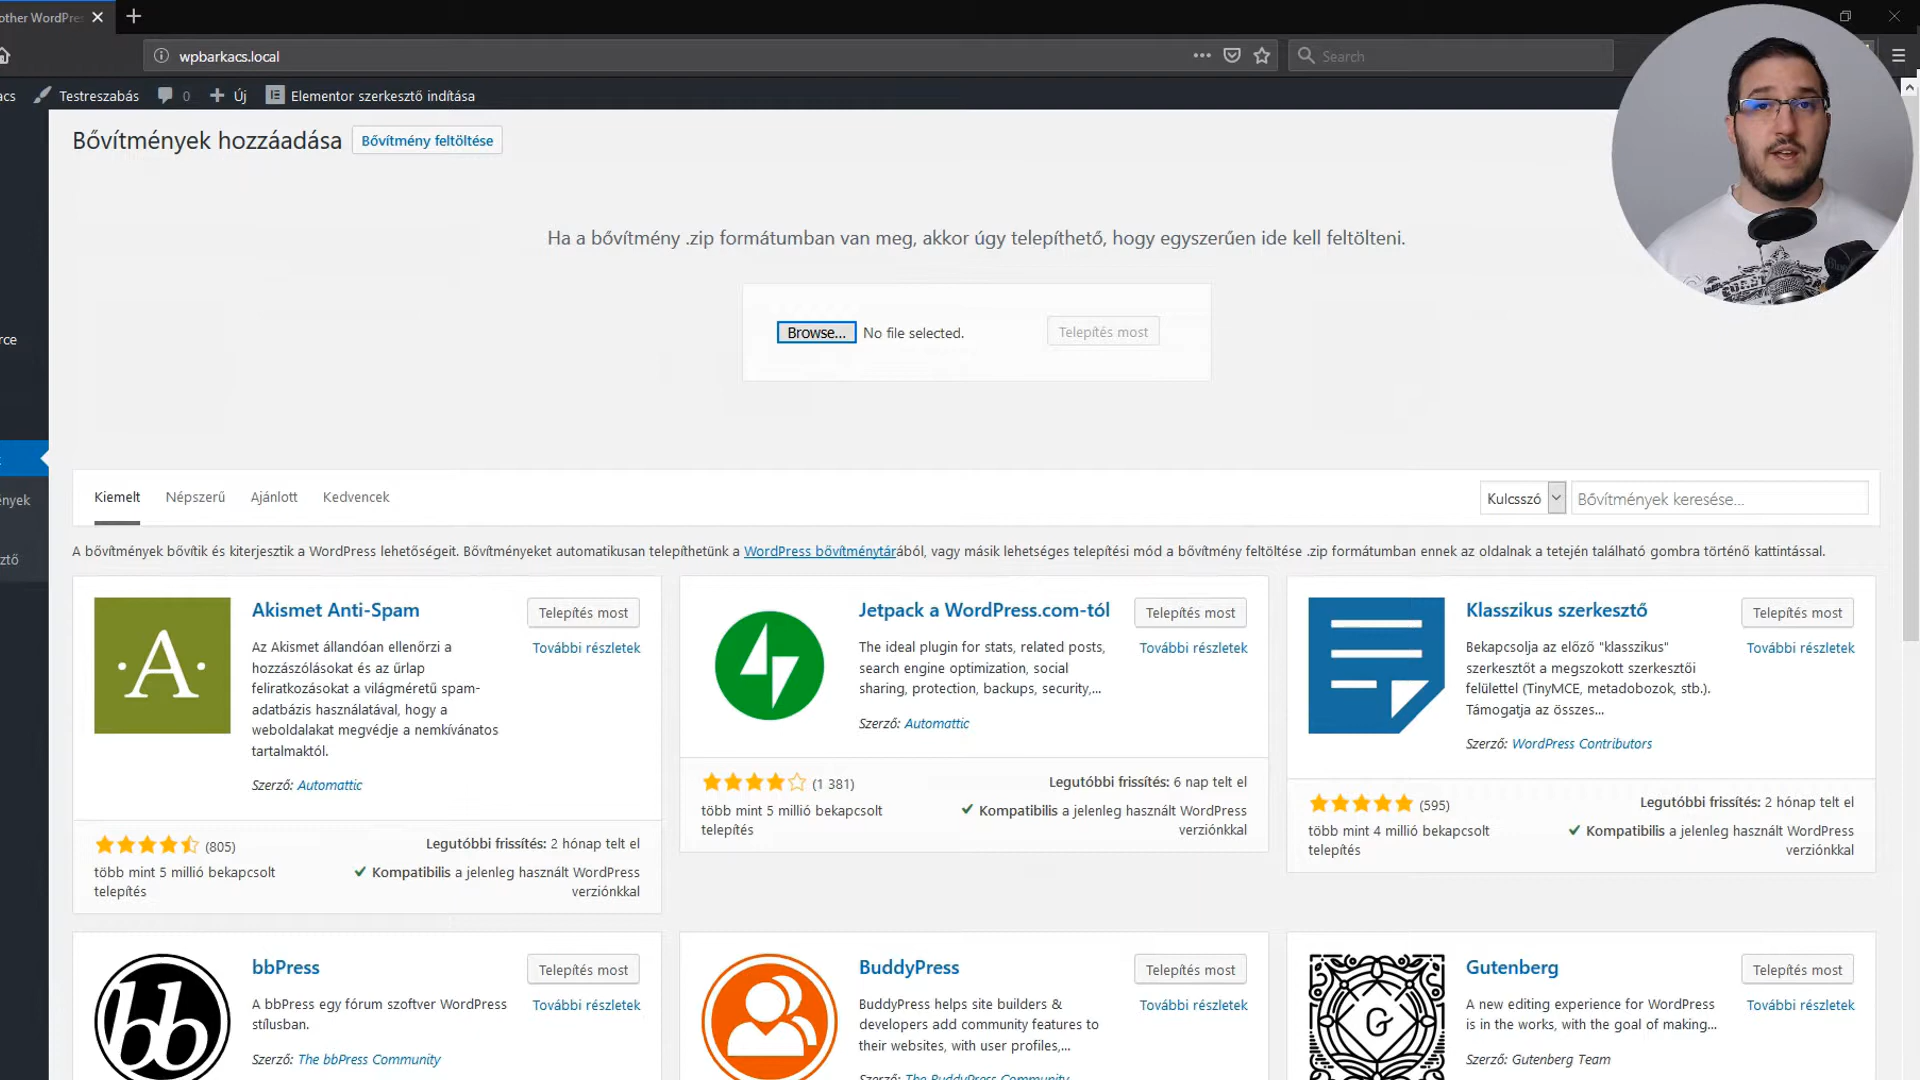 other WordPre
wpbarkacs.local
Search
acs
Testreszabás
0
Új
Elementor szerkesztő indítása
Bővítmények hozzáadása
Bővítmény feltöltése
Ha a bővítmény .zip formátumban van meg, akkor úgy telepíthető, hogy egyszerűen ide kell feltölteni.
Browse...
No file selected.
Telepítés most
rce
nyek
ztő
Kiemelt
Népszerű
Ajánlott
Kedvencek
Kulcsszó
Bővítmények keresése...
A bővítmények bővítik és kiterjesztik a WordPress lehetőségeit. Bővítményeket automatikusan telepíthetünk a WordPress bővítménytárából, vagy másik lehetséges telepítési mód a bővítmény feltöltése .zip formátumban ennek az oldalnak a tetején található gombra történő kattintással.
A
Akismet Anti-Spam
Telepítés most
További részletek
Az Akismet állandóan ellenőrzi a
hozzászólásokat és az űrlap
feliratkozásokat a világméretű spam-
adatbázis használatával, hogy a
weboldalakat megvédje a nemkívánatos
tartalmaktól.
Szerző: Automattic
(805)
több mint 5 millió bekapcsolt
telepítés
Legutóbbi frissítés: 2 hónap telt el
Kompatibilis a jelenleg használt WordPress
verziónkkal
Jetpack a WordPress.com-tól
Telepítés most
További részletek
The ideal plugin for stats, related posts,
search engine optimization, social
sharing, protection, backups, security,...
Szerző: Automattic
(1 381)
több mint 5 millió bekapcsolt
telepítés
Legutóbbi frissítés: 6 nap telt el
Kompatibilis a jelenleg használt WordPress
verziónkkal
Klasszikus szerkesztő
Telepítés most
További részletek
Bekapcsolja az előző "klasszikus"
szerkesztőt a megszokott szerkesztői
felülettel (TinyMCE, metadobozok, stb.).
Támogatja az összes...
Szerző: WordPress Contributors
(595)
több mint 4 millió bekapcsolt
telepítés
Legutóbbi frissítés: 2 hónap telt el
Kompatibilis a jelenleg használt WordPress
verziónkkal
bb
bbPress
Telepítés most
További részletek
A bbPress egy fórum szoftver WordPress
stílusban.
Szerző: The bbPress Community
BuddyPress
Telepítés most
További részletek
BuddyPress helps site builders &
developers add community features to
their websites, with user profiles,...
Szerző: The BuddyPress Community
G
Gutenberg
Telepítés most
További részletek
A new editing experience for WordPress
is in the works, with the goal of making...
Szerző: Gutenberg Team